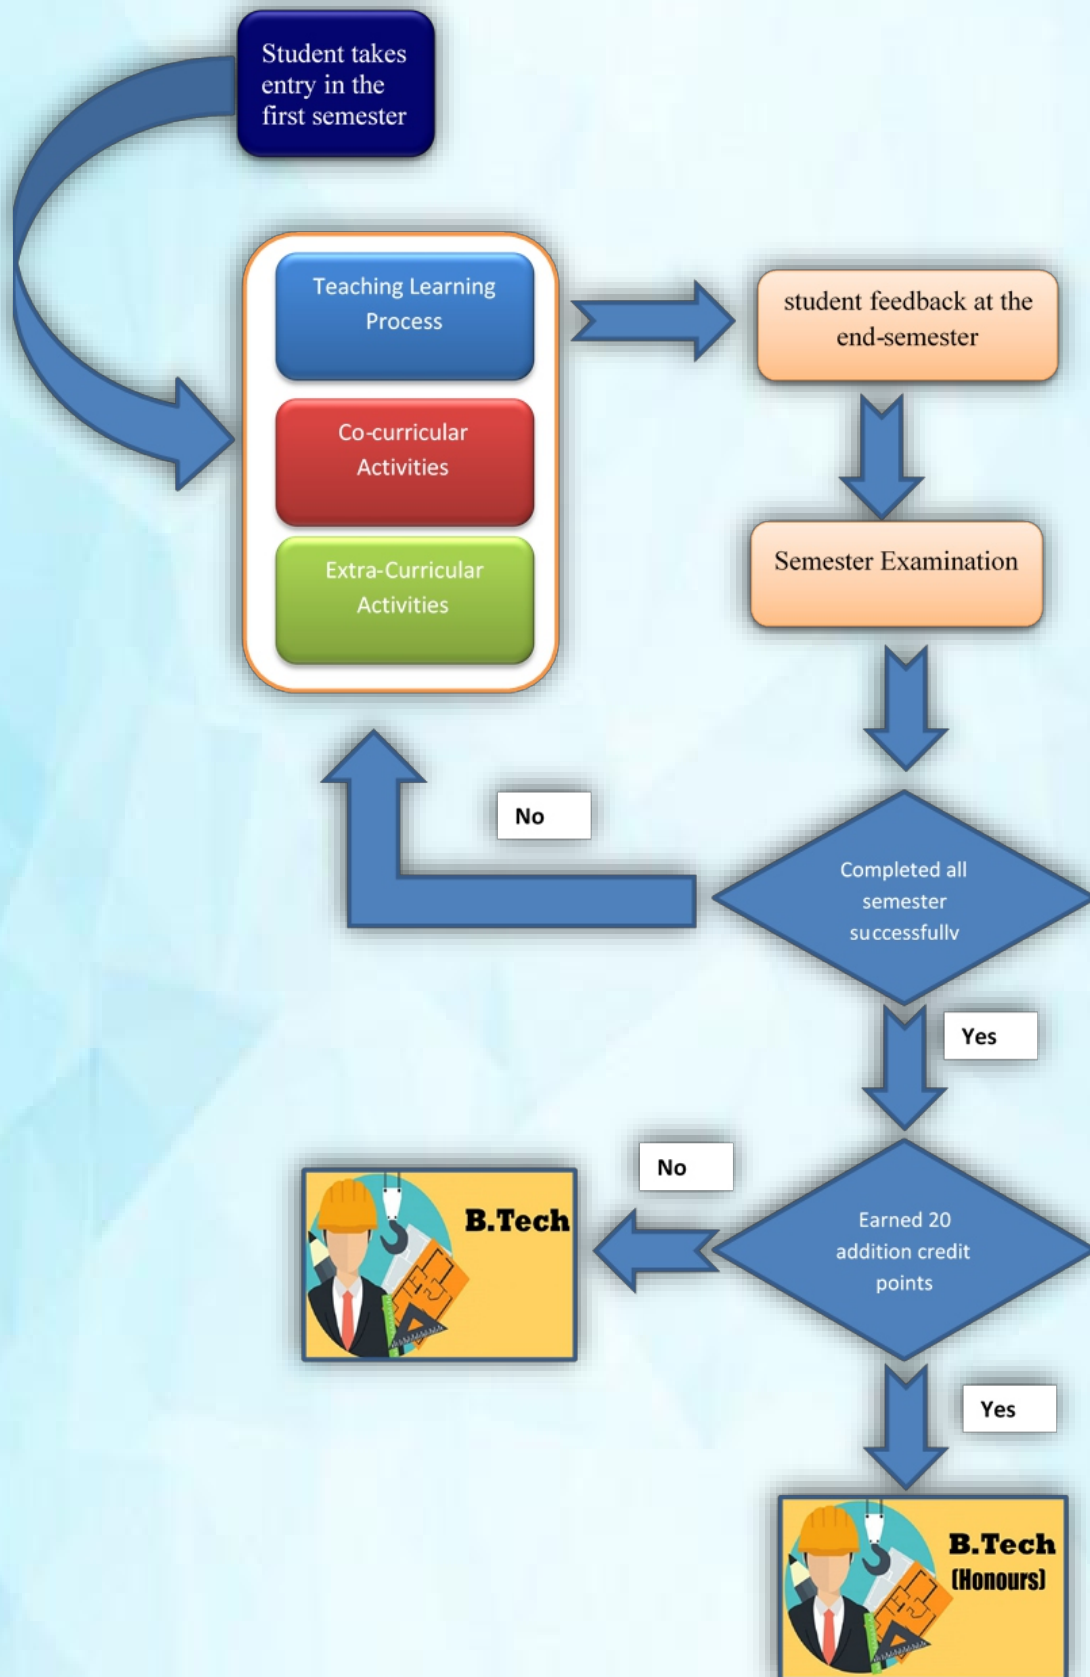 Student takes
entry in the
first semester
Teaching Learning
Process
student feedback at the
end-semester
Co-curricular
Activities
Semester Examination
Extra-Curricular
Activities
No
Completed all
semester
successfully
Yes
No
B.Tech
Earned 20
addition credit
points
Yes
B.Tech
(Honours)